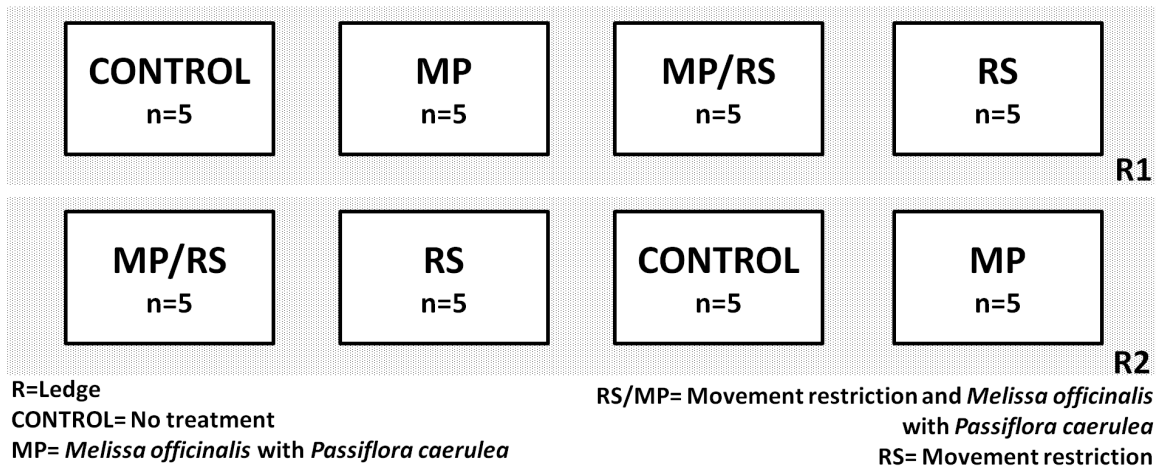 CONTROL
n=5
MP
n=5
MP/RS
n=5
RS
n=5
R1
MP/RS
n=5
RS
n=5
CONTROL
n=5
MP
n=5
R2
R=Ledge
CONTROL= No treatment
MP= Melissa officinalis with Passiflora caerulea
RS/MP= Movement restriction and Melissa officinalis
with Passiflora caerulea
RS= Movement restriction